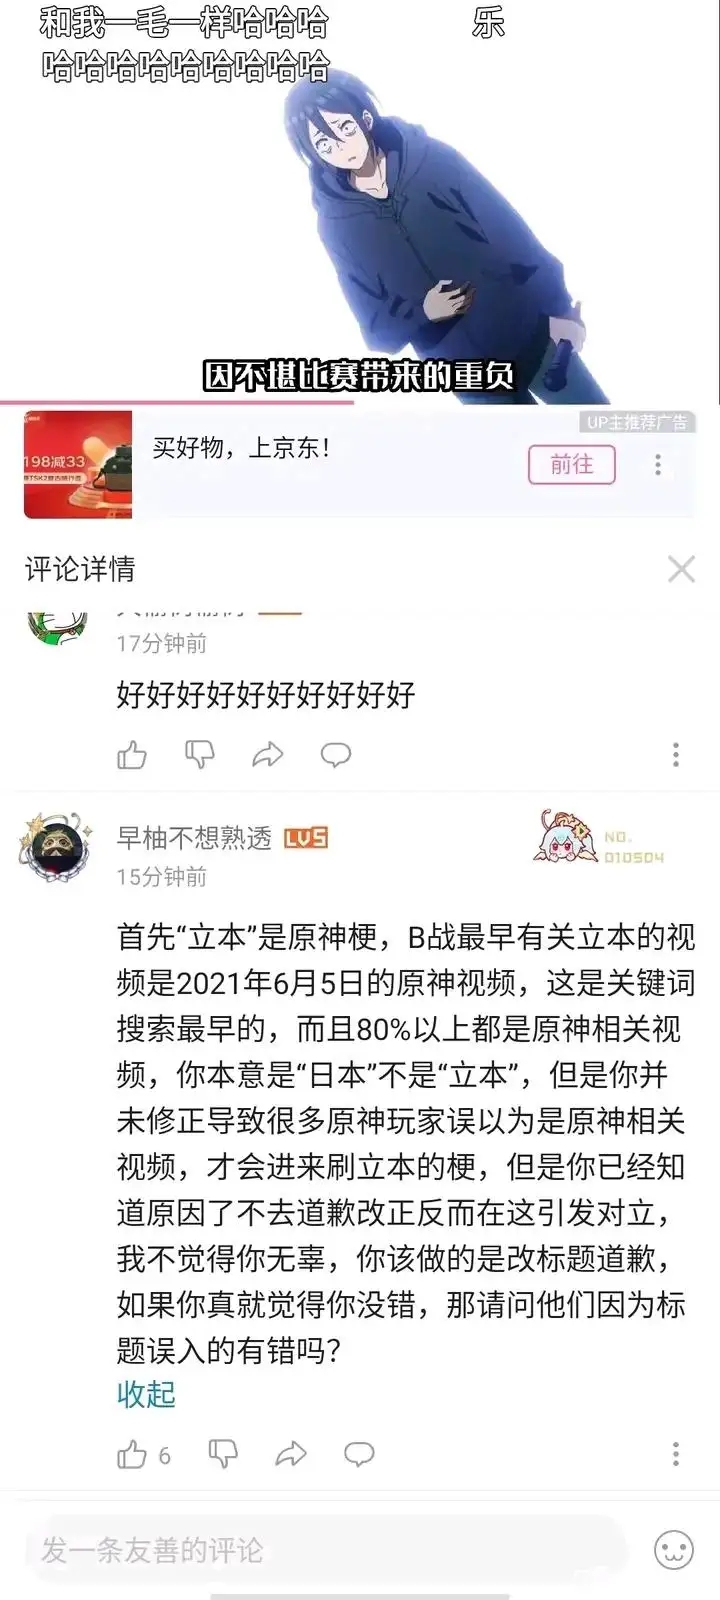 和我一毛一样哈哈哈
乐
哈哈哈哈哈哈哈哈哈
因不堪比赛带来的重负
UP主推荐广告
198减33
买好物，上京东！
前往
评论详情
17分钟前
好好好好好好好好好好
早柚不想熟透 LV5
NO.
010504
15分钟前
首先“立本”是原神梗，B战最早有关立本的视
频是2021年6月5日的原神视频，这是关键词
搜索最早的，而且80%以上都是原神相关视
频，你本意是“日本”不是“立本”，但是你并
未修正导致很多原神玩家误以为是原神相关
视频，才会进来刷立本的梗，但是你已经知
道原因了不去道歉改正反而在这引发对立，
我不觉得你无辜，你该做的是改标题道歉，
如果你真就觉得你没错，那请问他们因为标
题误入的有错吗？
收起
6
发一条友善的评论